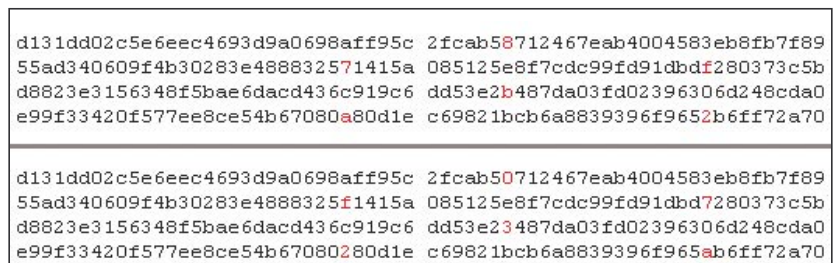 d131dd02c5e6eec4693d9a0698aff95c 2fcab58712467eab4004583eb8fb7f89
55ad340609f4b30283e488832571415a 085125e8f7cdc99fd91dbdf280373c5b
d8823e3156348f5bae6dacd436c919c6 dd53e2b487da03fd02396306d248cda0
e99f33420f577ee8ce54b67080a80d1e c69821bcb6a8839396f9652b6ff72a70
d131dd02c5e6eec4693d9a0698aff95c 2fcab50712467eab4004583eb8fb7f89
55ad340609f4b30283e4888325f1415a 085125e8f7cdc99fd91dbd7280373c5b
d8823e3156348f5bae6dacd436c919c6 dd53e23487da03fd02396306d248cda0
e99f33420f577ee8ce54b67080280d1e c69821bcb6a8839396f965ab6ff72a70